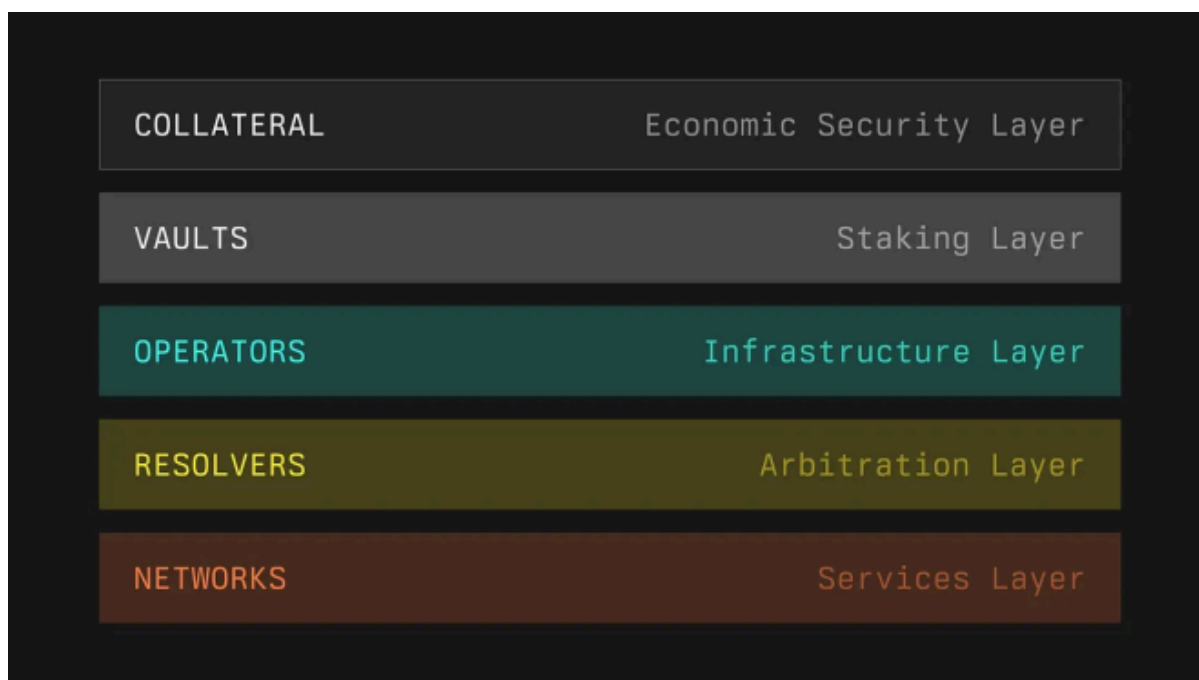 COLLATERAL Economic Security Layer
VAULTS Staking Layer
OPERATORS Infrastructure Layer
RESOLVERS Arbitration Layer
NETWORKS Services Layer